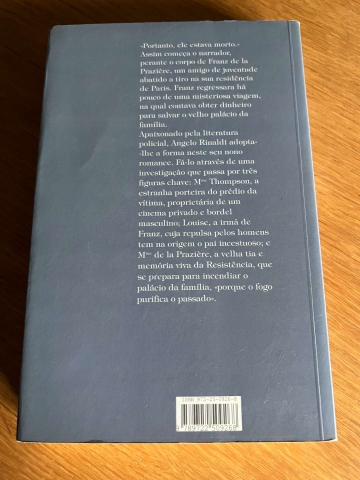 «Portanto, ele estava morto.»
Assim começa o narrador,
perante o corpo de Franz de la
Prazière, um amigo de juventude
abatido a tiro na sua residência
de Paris. Franz regressara há
pouco de uma misteriosa viagem,
na qual contava obter dinheiro
para salvar o velho palácio da
família.
Apaixonado pela literatura
policial, Angelo Rinaldi adopta-
-lhe a forma neste seu nono
romance. Fá-lo através de uma
investigação que passa por três
figuras chave: Mme Thompson, a
estranha porteira do prédio da
vítima, proprietária de um
cinema privado e bordel
masculino; Louise, a irmã de
Franz, cuja repulsa pelos homens
tem na origem o pai incestuoso; e
Mme de la Prazière, a velha tia e
memória viva da Resistência, que
se prepara para incendiar o
palácio da família, «porque o fogo
purifica o passado».